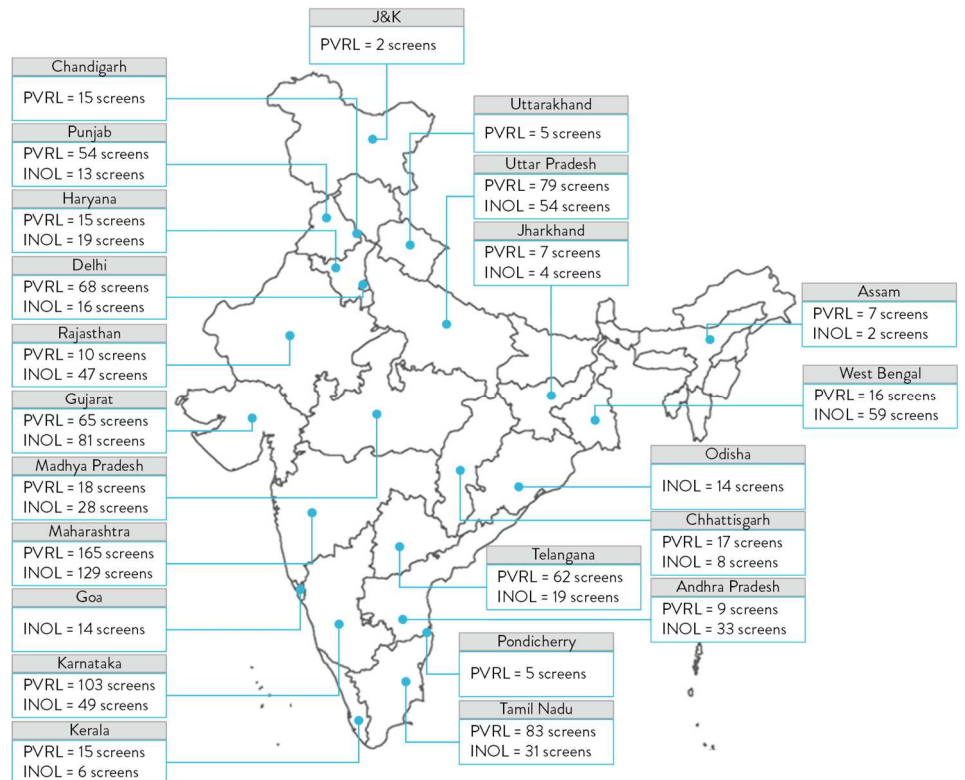 J&K
PVRL = 2 screens
Chandigarh
PVRL = 15 screens
Punjab
PVRL = 54 screens
INOL = 13 screens
Haryana
PVRL = 15 screens
INOL = 19 screens
Delhi
PVRL = 68 screens
INOL = 16 screens
Rajasthan
PVRL = 10 screens
INOL = 47 screens
Gujarat
PVRL = 65 screens
INOL = 81 screens
Madhya Pradesh
PVRL = 18 screens
INOL = 28 screens
Maharashtra
PVRL = 165 screens
INOL = 129 screens
Goa
INOL = 14 screens
Karnataka
PVRL = 103 screens
INOL = 49 screens
Kerala
PVRL = 15 screens
INOL = 6 screens
Uttarakhand
PVRL = 5 screens
Uttar Pradesh
PVRL = 79 screens
INOL = 54 screens
Jharkhand
PVRL = 7 screens
INOL = 4 screens
Assam
PVRL = 7 screens
INOL = 2 screens
West Bengal
PVRL = 16 screens
INOL = 59 screens
Odisha
INOL = 14 screens
Chhattisgarh
PVRL = 17 screens
INOL = 8 screens
Telangana
PVRL = 62 screens
INOL = 19 screens
Andhra Pradesh
PVRL = 9 screens
INOL = 33 screens
Pondicherry
PVRL = 5 screens
Tamil Nadu
PVRL = 83 screens
INOL = 31 screens